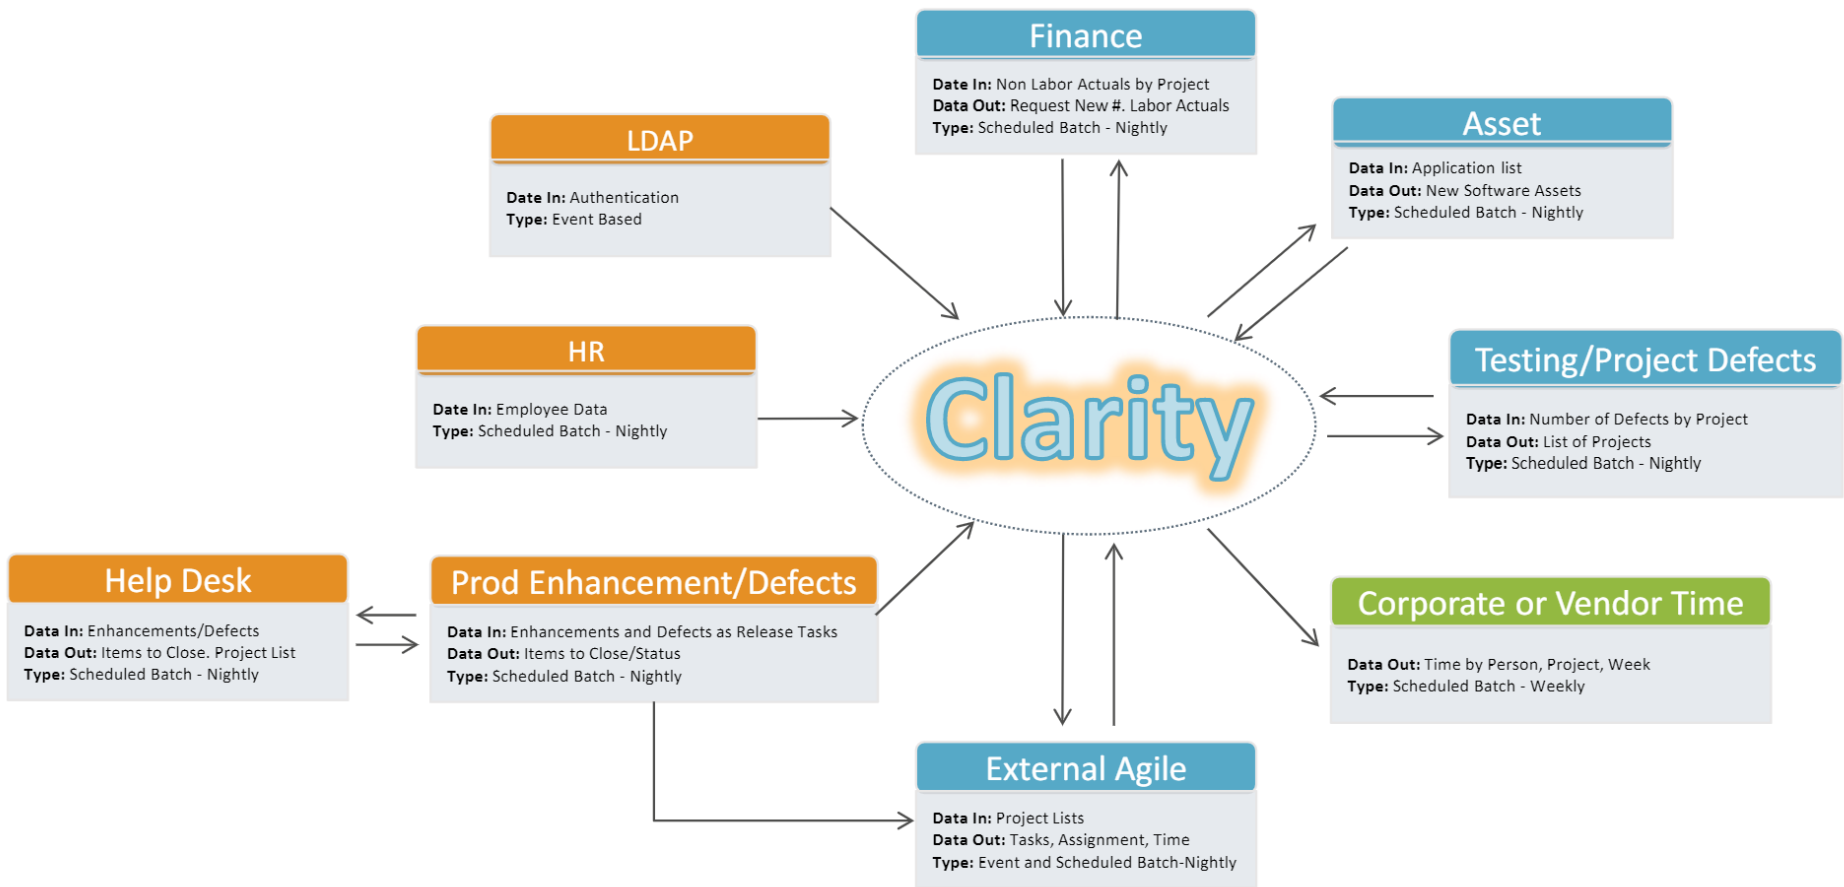 Finance
Date In: Non Labor Actuals by Project
Data Out: Request New #. Labor Actuals
Type: Scheduled Batch - Nightly
LDAP
Date In: Authentication
Type: Event Based
Asset
Data In: Application list
Data Out: New Software Assets
Type: Scheduled Batch - Nightly
HR
Date In: Employee Data
Type: Scheduled Batch - Nightly
Clarity
Testing/Project Defects
Data In: Number of Defects by Project
Data Out: List of Projects
Type: Scheduled Batch - Nightly
Help Desk
Data In: Enhancements/Defects
Data Out: Items to Close. Project List
Type: Scheduled Batch - Nightly
Prod Enhancement/Defects
Data In: Enhancements and Defects as Release Tasks
Data Out: Items to Close/Status
Type: Scheduled Batch - Nightly
Corporate or Vendor Time
Data Out: Time by Person, Project, Week
Type: Scheduled Batch - Weekly
External Agile
Data In: Project Lists
Data Out: Tasks, Assignment, Time
Type: Event and Scheduled Batch-Nightly